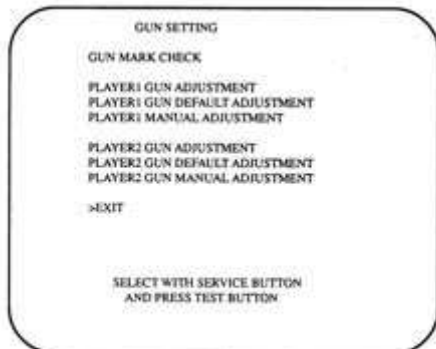 GUN SETTING
GUN MARK CHECK
PLAYER1 GUN ADJUSTMENT
PLAYER1 GUN DEFAULT ADJUSTMENT
PLAYER1 MANUAL ADJUSTMENT
PLAYER2 GUN ADJUSTMENT
PLAYER2 GUN DEFAULT ADJUSTMENT
PLAYER2 GUN MANUAL ADJUSTMENT
>EXIT
SELECT WITH SERVICE BUTTON
AND PRESS TEST BUTTON